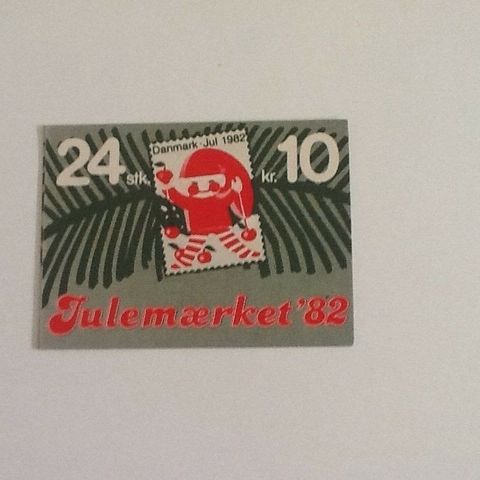 Danmark·Jul 1982
24 stk. kr. 10
Julemærket '82